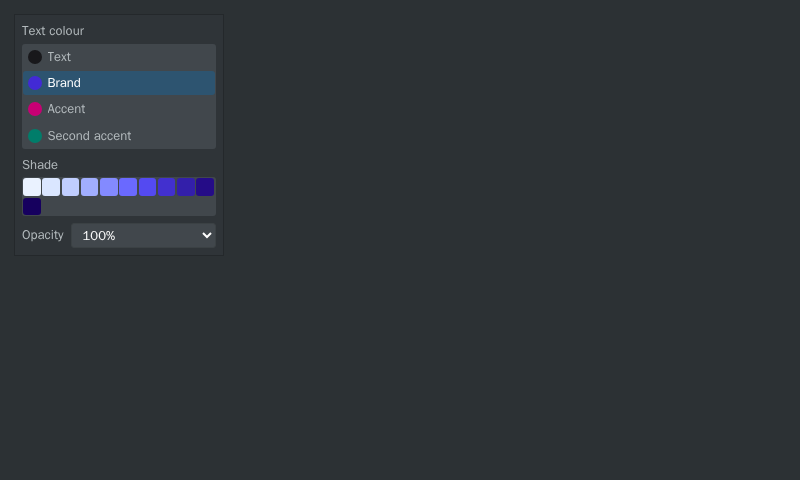 Text colour
Text
Brand
Accent
Second accent
Shade
Opacity 100%